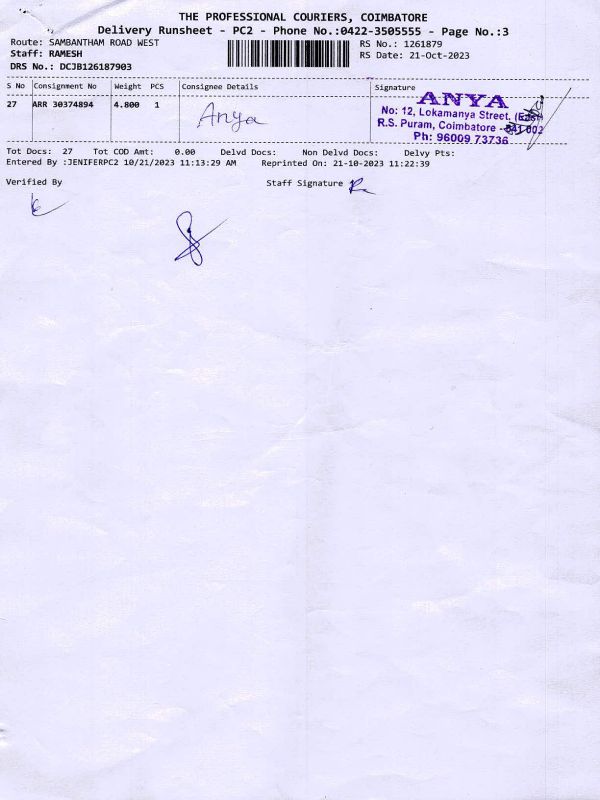 THE PROFESSIONAL COURIERS, COIMBATORE
Delivery Runsheet - PC2 - Phone No.:0422-3505555 - Page No.:3
Route: SAMBANTHAM ROAD WEST
RS No.: 1261879
Staff: RAMESH
RS Date: 21-Oct-2023
DRS No.: DCJB126187903
S No Consignment No Weight PCS Consignee Details Signature
27 ARR 30374894 4.800 1 Anya
ANYA
No: 12, Lokamanya Street, (East)
R.S. Puram, Coimbatore - 641 002
Ph: 96009 73736
Tot Docs: 27 Tot COD Amt: 0.00 Delvd Docs: Non Delvd Docs: Delvy Pts:
Entered By :JENIFERPC2 10/21/2023 11:13:29 AM Reprinted On: 21-10-2023 11:22:39
Verified By Staff Signature